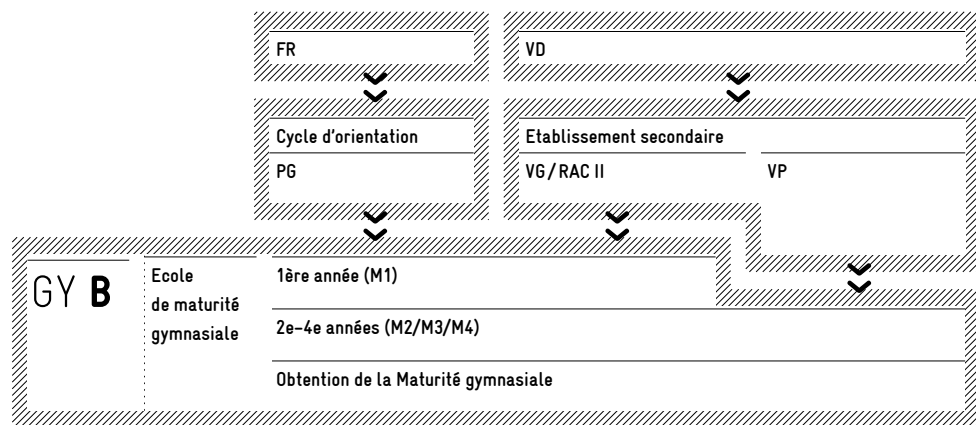 FR
VD
Cycle d'orientation
Etablissement secondaire
PG
VG/RAC II
VP
GY B
Ecole
de maturité
gymnasiale
1ère année (M1)
2e–4e années (M2/M3/M4)
Obtention de la Maturité gymnasiale